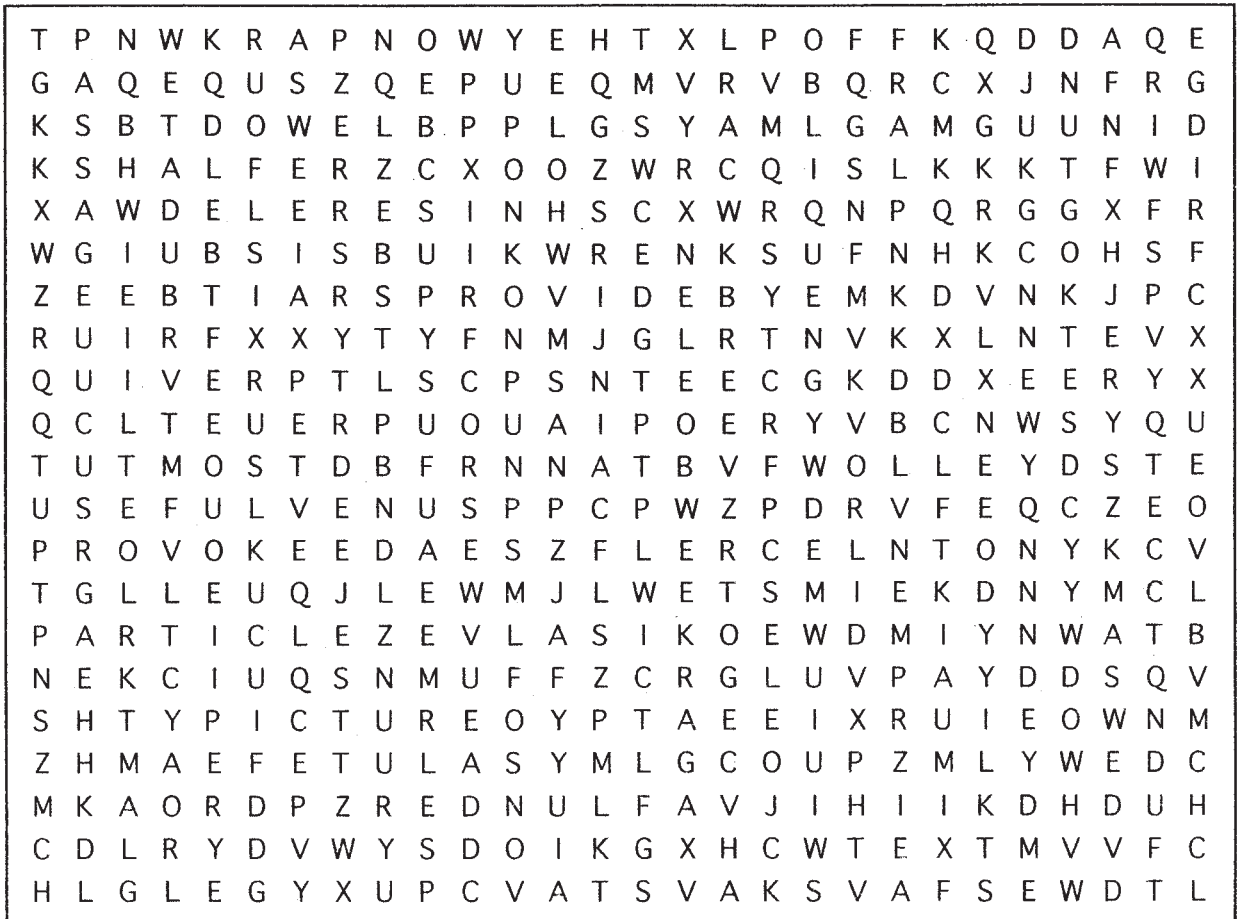 T P N W K R A P N O W Y E H T X L P O F F K Q D D A Q E
G A Q E Q U S Z Q E P U E Q M V R V B Q R C X J N F R G
K S B T D O W E L B P P L G S Y A M L G A M G U U N I D
K S H A L F E R Z C X O O Z W R C Q I S L K K K T F W I
X A W D E L E R E S I N H S C X W R Q N P Q R G G X F R
W G I U B S I S B U I K W R E N K S U F N H K C O H S F
Z E E B T I A R S P R O V I D E B Y E M K D V N K J P C
R U I R F X X Y T Y F N M J G L R T N V K X L N T E V X
Q U I V E R P T L S C P S N T E E C G K D D X E E R Y X
Q C L T E U E R P U O U A I P O E R Y V B C N W S Y Q U
T U T M O S T D B F R N N A T B V F W O L L E Y D S T E
U S E F U L V E N U S P P C P W Z P D R V F E Q C Z E O
P R O V O K E E D A E S Z F L E R C E L N T O N Y K C V
T G L L E U Q J L E W M J L W E T S M I E K D N Y M C L
P A R T I C L E Z E V L A S I K O E W D M I Y N W A T B
N E K C I U Q S N M U F F Z C R G L U V P A Y D D S Q V
S H T Y P I C T U R E O Y P T A E E I X R U I E O W N M
Z H M A E F E T U L A S Y M L G C O U P Z M L Y W E D C
M K A O R D P Z R E D N U L F A V J I H I I K D H D U H
C D L R Y D V W Y S D O I K G X H C W T E X T M V V F C
H L G L E G Y X U P C V A T S V A K S V A F S E W D T L